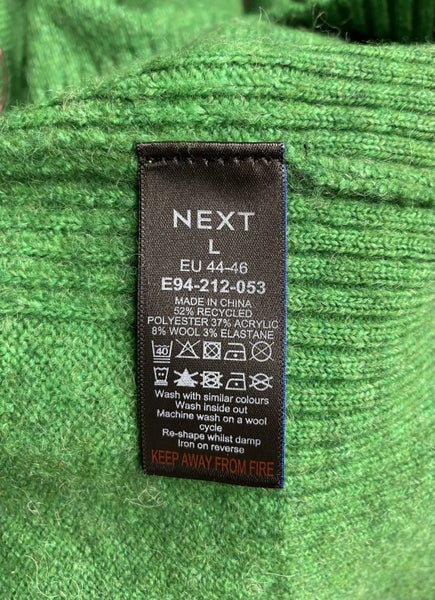 NEXT
L
EU 44-46
E94-212-053
MADE IN CHINA
52% RECYCLED
POLYESTER 37% ACRYLIC
8% WOOL 3% ELASTANE
40
Wash with similar colours
Wash inside out
Machine wash on a wool
cycle
Re-shape whilst damp
Iron on reverse
KEEP AWAY FROM FIRE